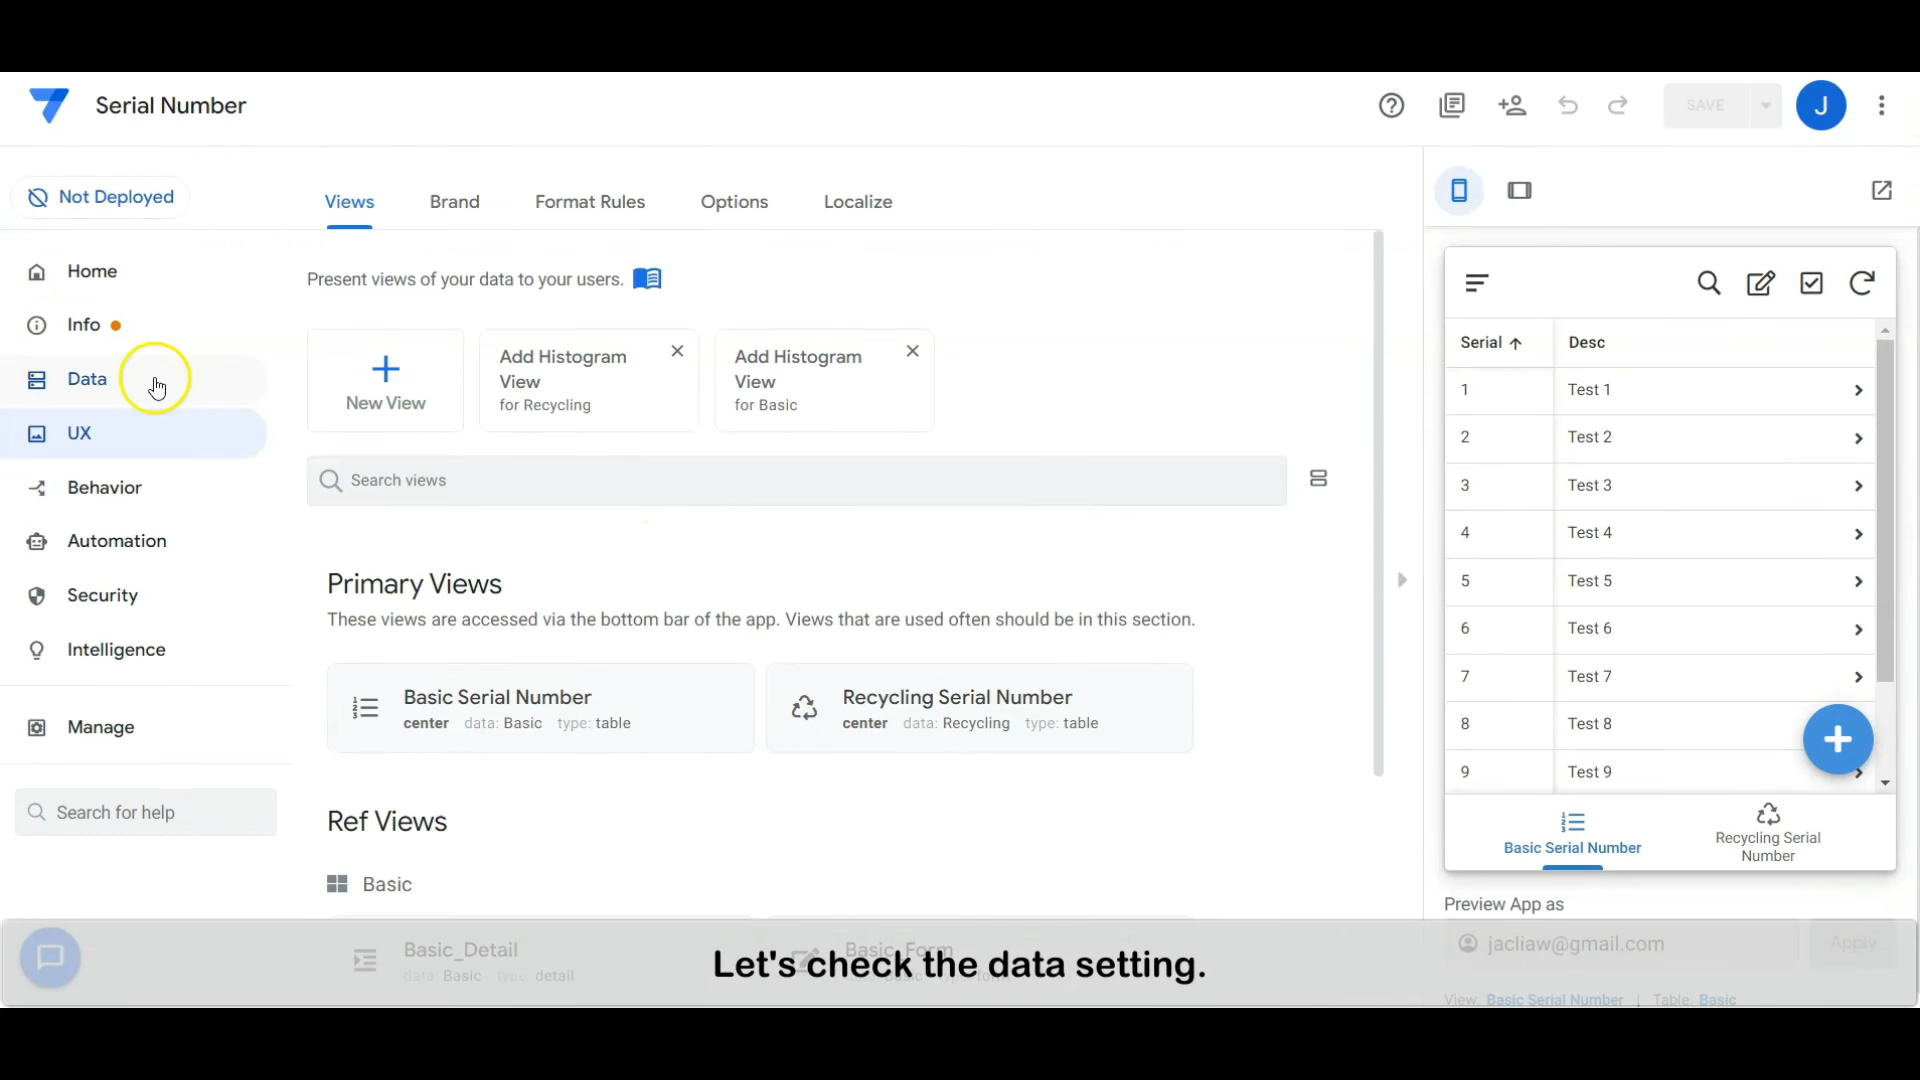 Serial Number
SAVE
J
Not Deployed
Home
Info
Data
UX
Behavior
Automation
Security
Intelligence
Manage
Search for help
Views Brand Format Rules Options Localize
Present views of your data to your users.
New View
Add Histogram
View
for Recycling
Add Histogram
View
for Basic
Search views
Primary Views
These views are accessed via the bottom bar of the app. Views that are used often should be in this section.
Basic Serial Number
center data: Basic type: table
Recycling Serial Number
center data: Recycling type: table
Ref Views
Basic
Basic_Detail
data: Basic type: detail
Basic_Form
Let's check the data setting.
Serial Desc
1 Test 1
2 Test 2
3 Test 3
4 Test 4
5 Test 5
6 Test 6
7 Test 7
8 Test 8
9 Test 9
Basic Serial Number
Recycling Serial
Number
Preview App as
jacliaw@gmail.com
Apply
View: Basic Serial Number | Table: Basic